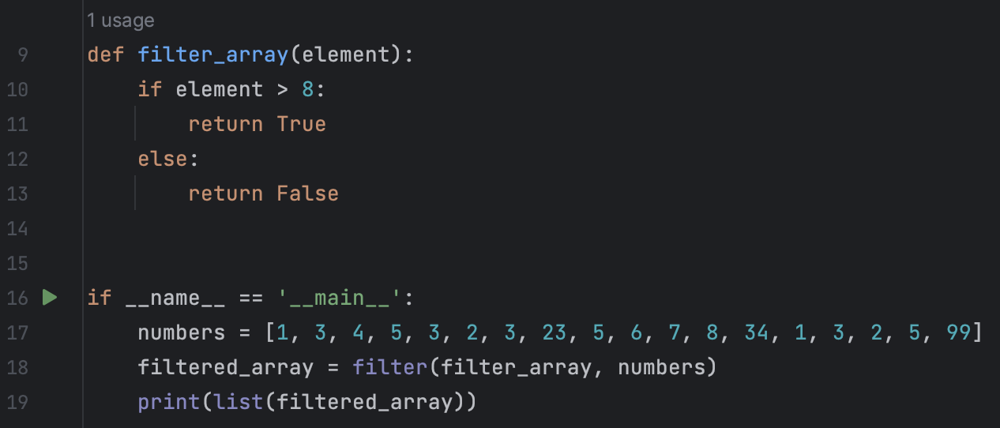 1 usage
9 def filter_array(element):
10     if element > 8:
11         return True
12     else:
13         return False
14
15
16 if __name__ == '__main__':
17     numbers = [1, 3, 4, 5, 3, 2, 3, 23, 5, 6, 7, 8, 34, 1, 3, 2, 5, 99]
18     filtered_array = filter(filter_array, numbers)
19     print(list(filtered_array))